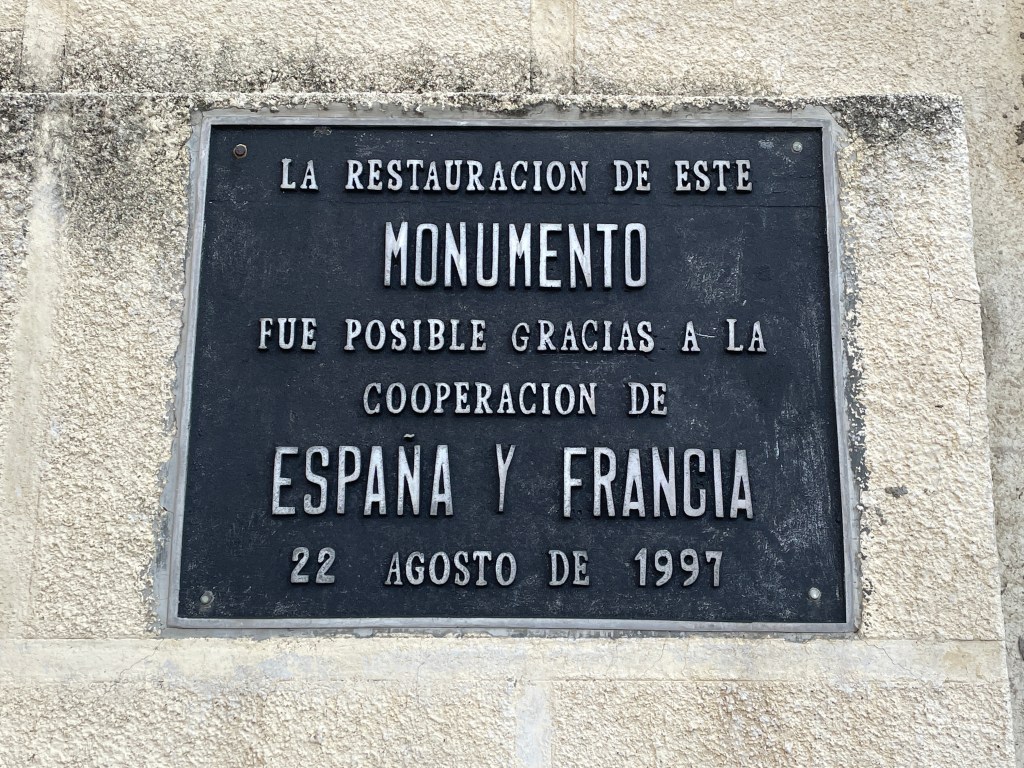 LA RESTAURACION DE ESTE
MONUMENTO
FUE POSIBLE GRACIAS A LA
COOPERACION DE
ESPAÑA Y FRANCIA
22 AGOSTO DE 1997